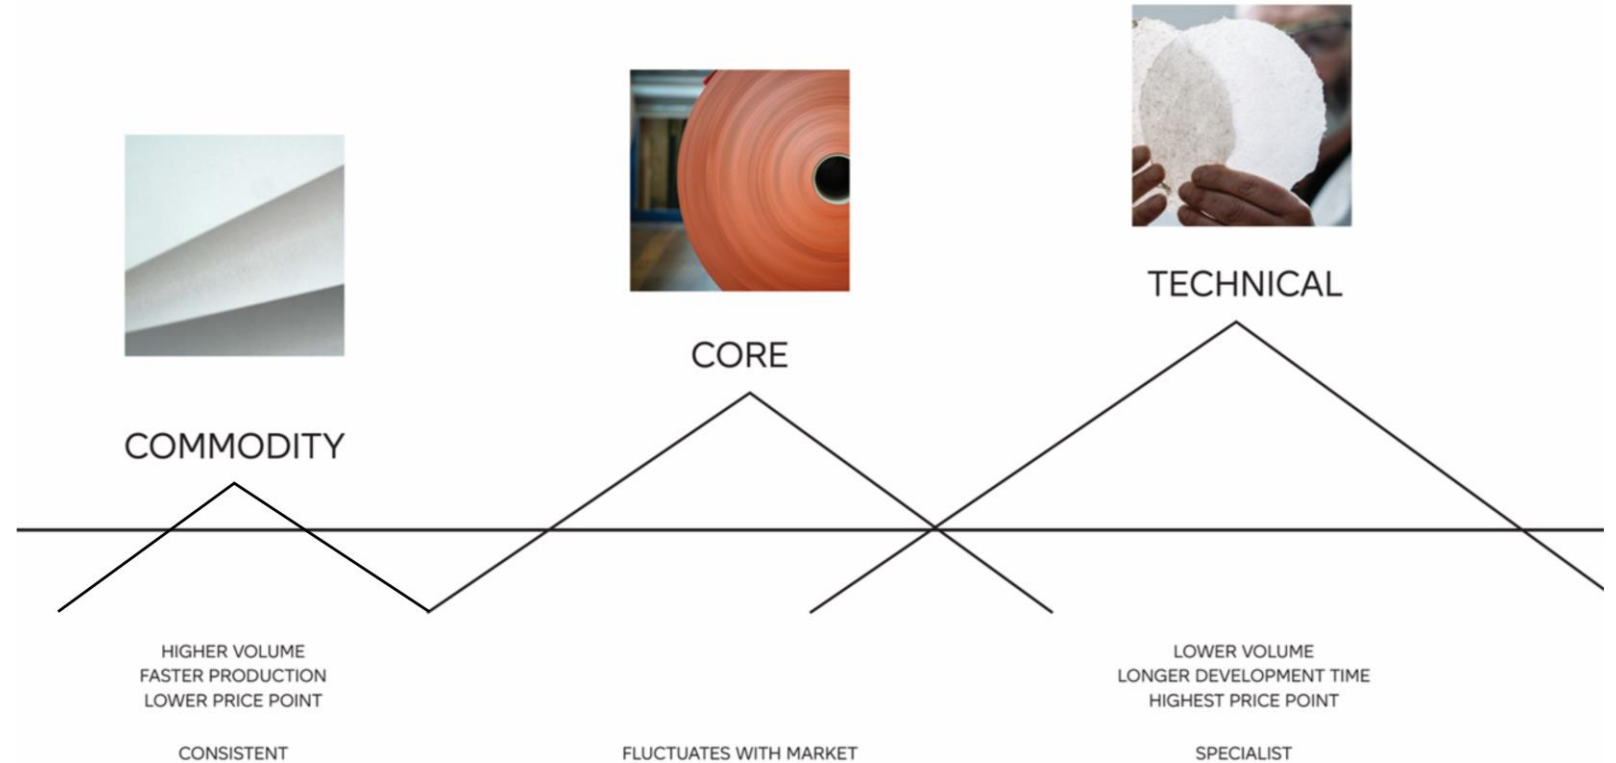 TECHNICAL
CORE
COMMODITY
HIGHER VOLUME
FASTER PRODUCTION
LOWER PRICE POINT
LOWER VOLUME
LONGER DEVELOPMENT TIME
HIGHEST PRICE POINT
CONSISTENT
FLUCTUATES WITH MARKET
SPECIALIST